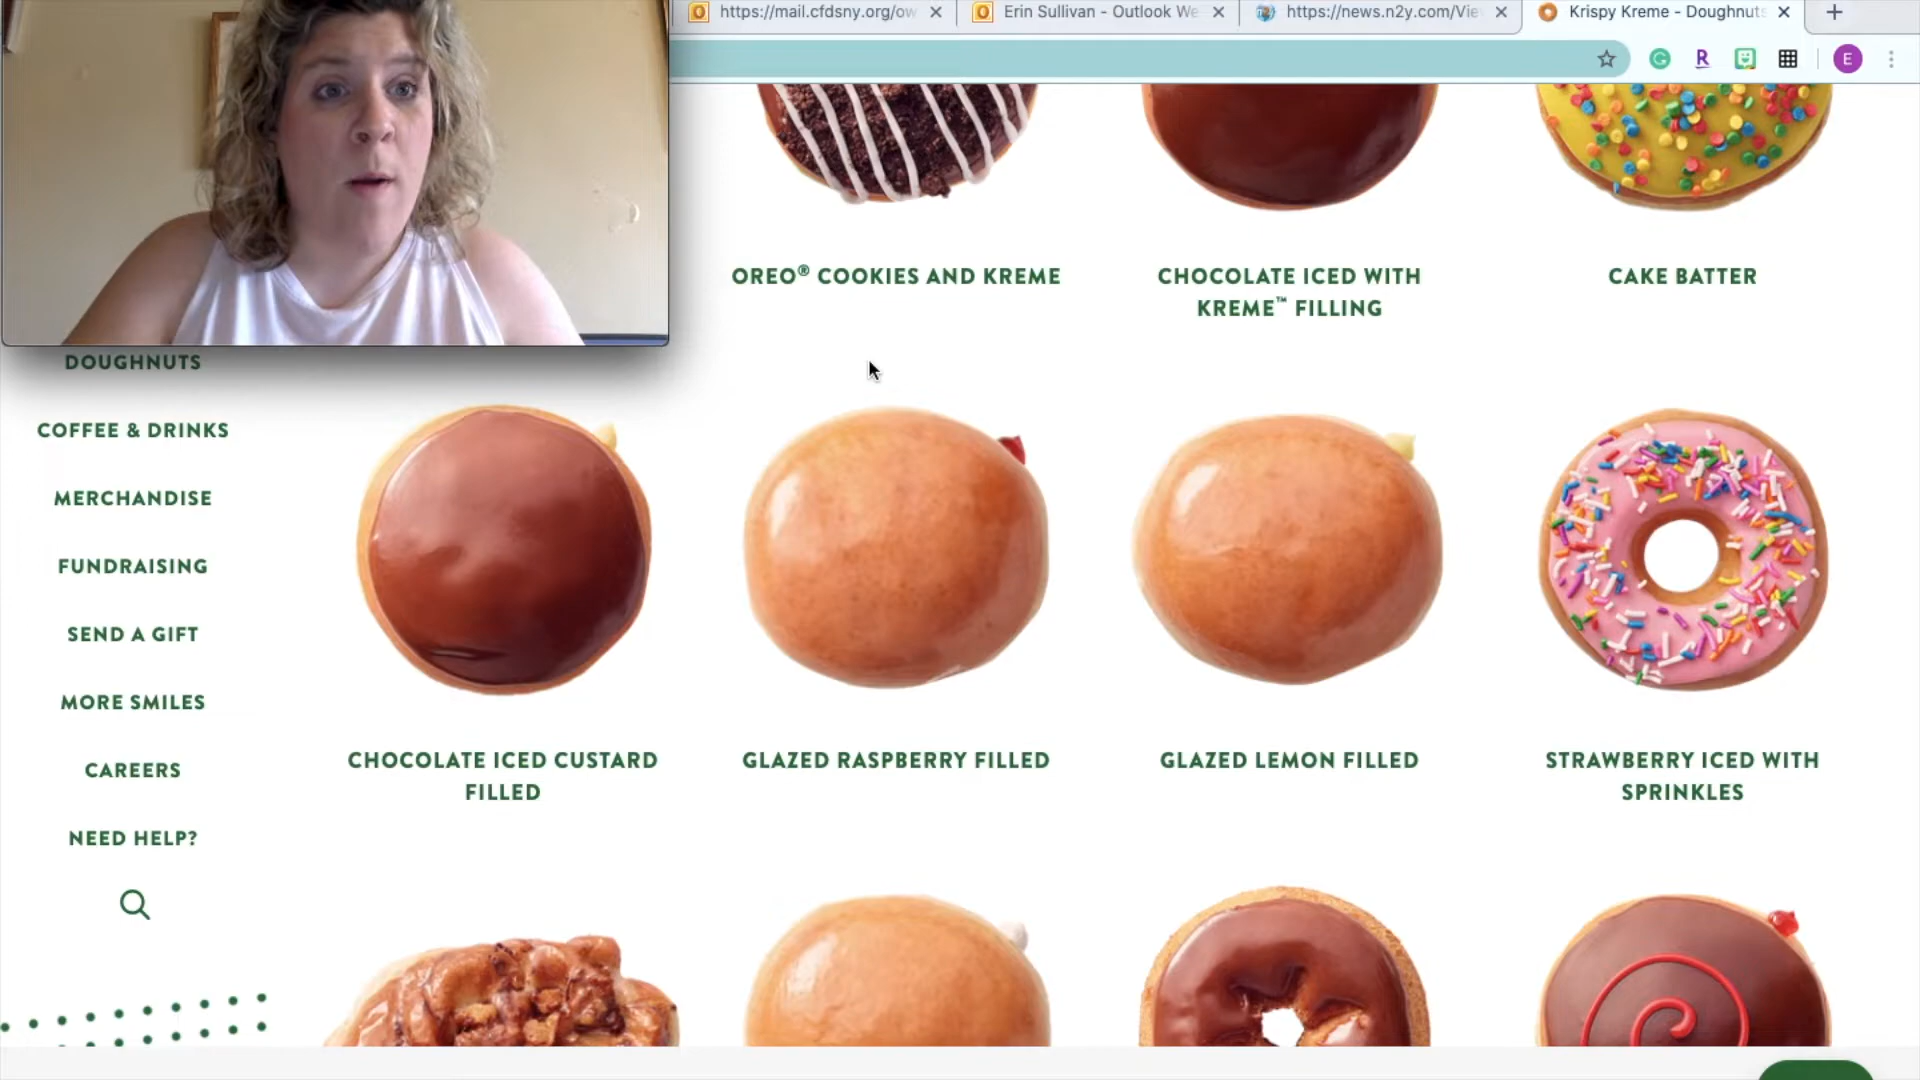 https://mail.cfdsny.org/ow
Erin Sullivan - Outlook We
https://news.n2y.com/Vie
Krispy Kreme - Doughnuts
E
OREO® COOKIES AND KREME
CHOCOLATE ICED WITH
KREME™ FILLING
CAKE BATTER
DOUGHNUTS
COFFEE & DRINKS
MERCHANDISE
FUNDRAISING
SEND A GIFT
MORE SMILES
CAREERS
NEED HELP?
CHOCOLATE ICED CUSTARD
FILLED
GLAZED RASPBERRY FILLED
GLAZED LEMON FILLED
STRAWBERRY ICED WITH
SPRINKLES